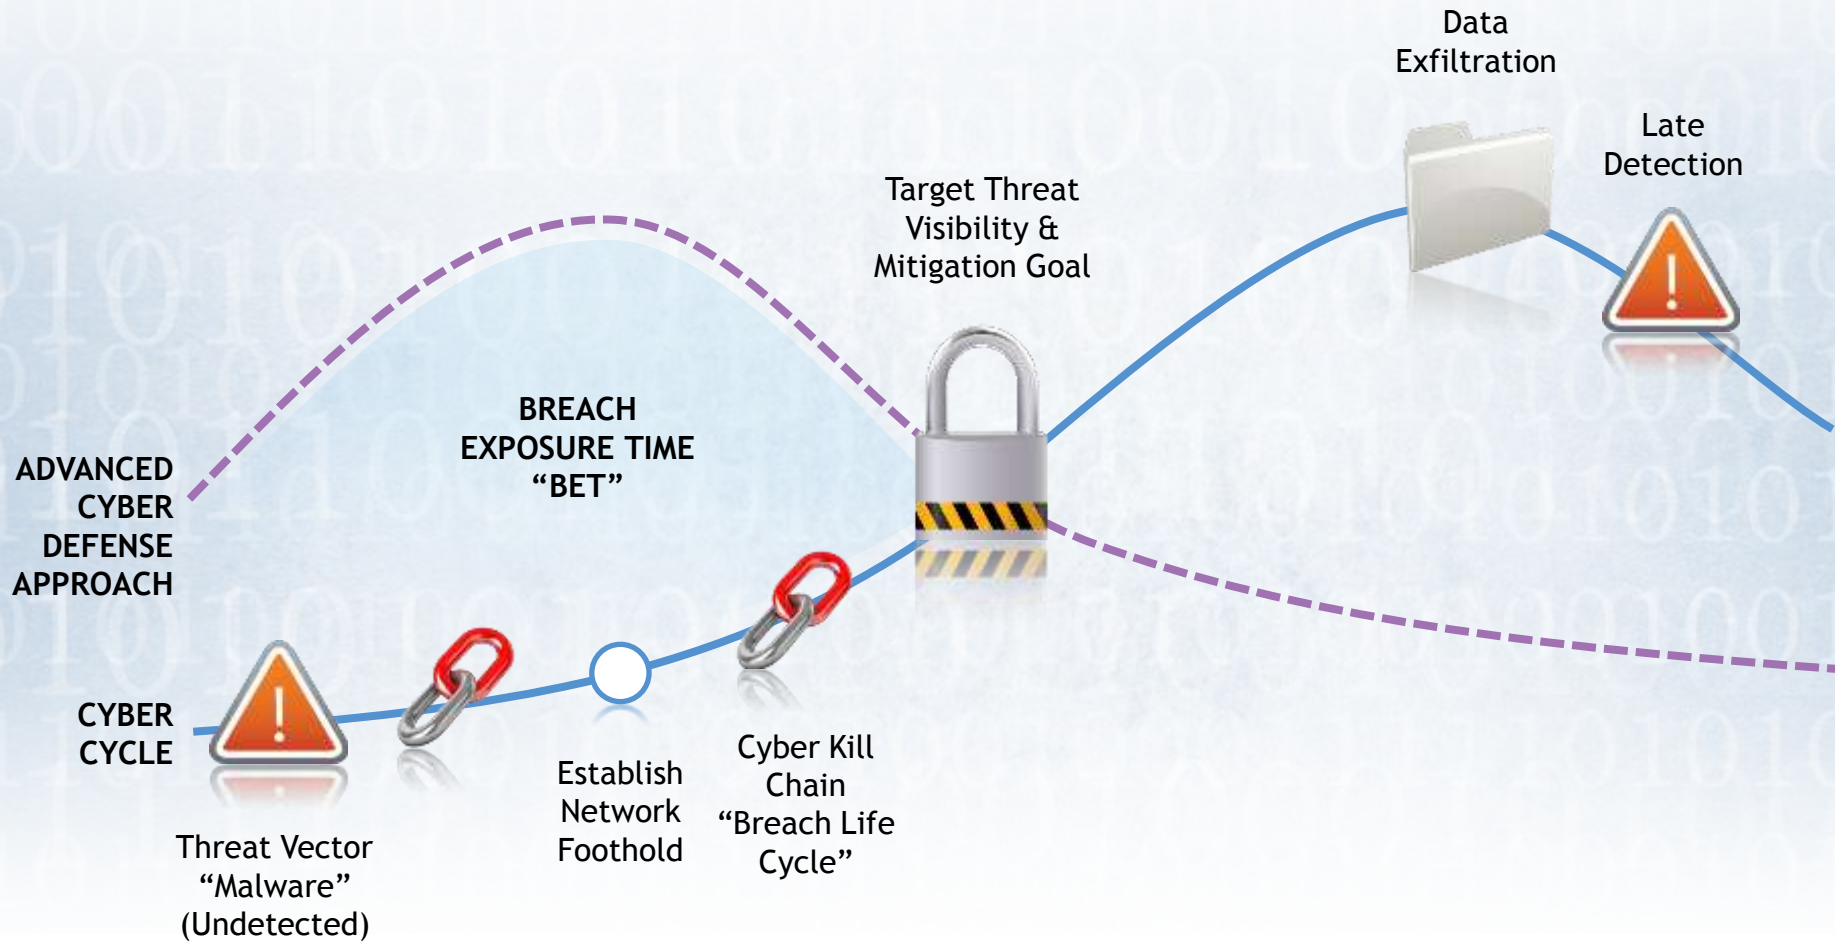 Data
Exfiltration
Late
Detection
Target Threat
Visibility &
Mitigation Goal
BREACH
EXPOSURE TIME
“BET”
ADVANCED
CYBER
DEFENSE
APPROACH
CYBER
CYCLE
Threat Vector
“Malware”
(Undetected)
Establish
Network
Foothold
Cyber Kill
Chain
“Breach Life
Cycle”